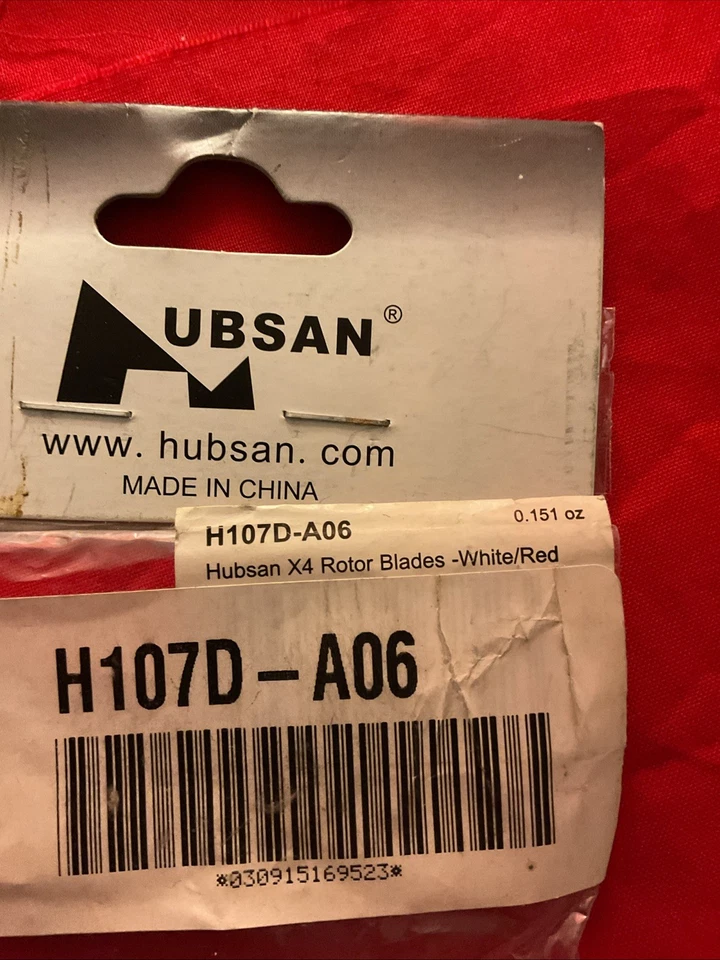 HUBSAN®
www.hubsan.com
MADE IN CHINA
H107D-A06 0.151 oz
Hubsan X4 Rotor Blades -White/Red
H107D-A06
*030915169523*